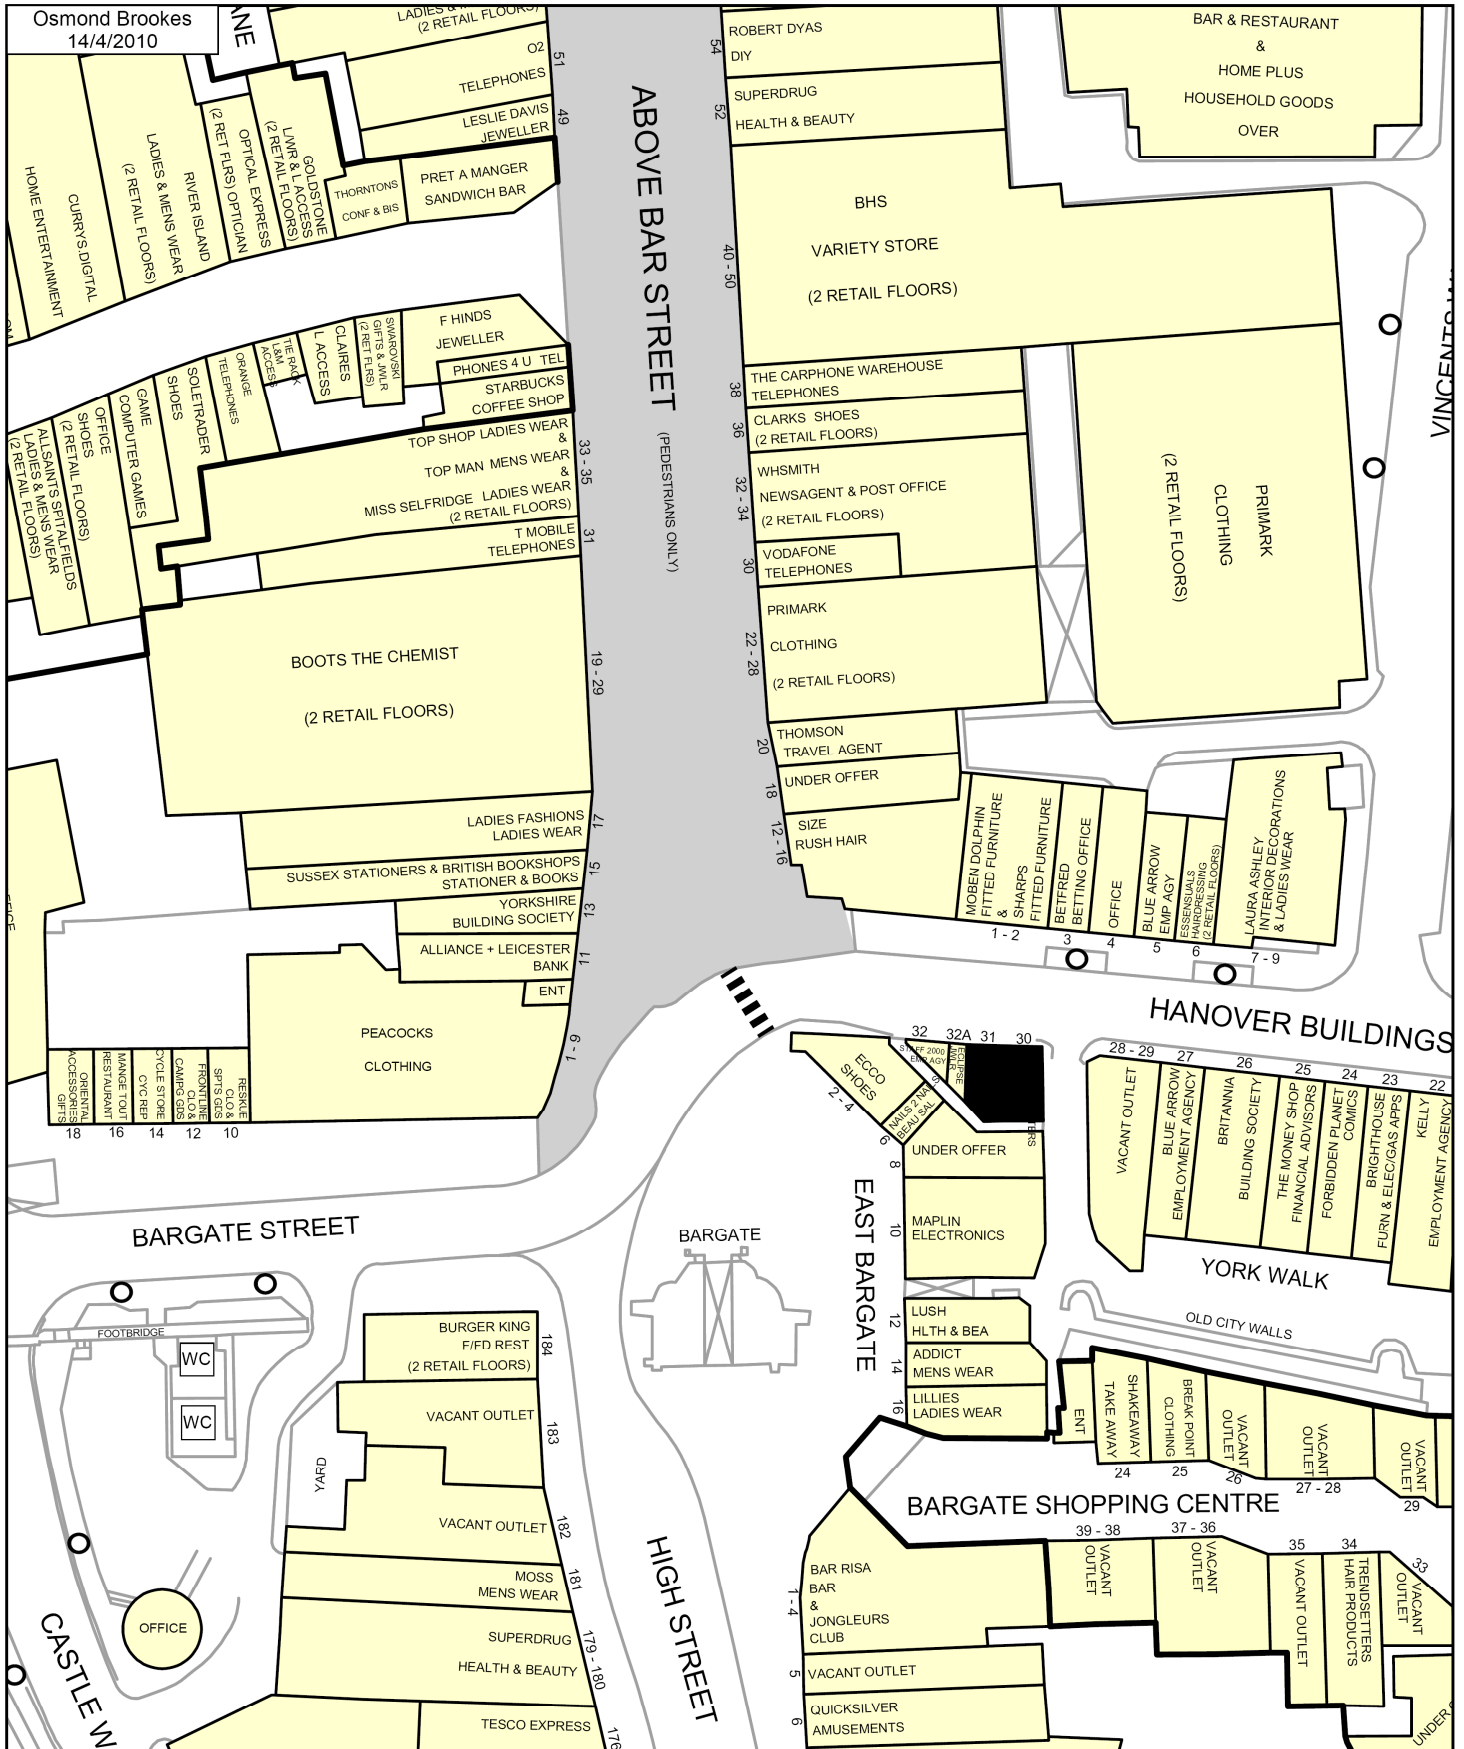 Osmond Brookes
14/4/2010
ANE
(2 RETAIL FLOORS)
O2
TELEPHONES
51
LESLIE DAVIS
JEWELLER
49
ABOVE BAR STREET
(PEDESTRIANS ONLY)
54
ROBERT DYAS
DIY
52
SUPERDRUG
HEALTH & BEAUTY
BAR & RESTAURANT
&
HOME PLUS
HOUSEHOLD GOODS
OVER
HOME ENTERTAINMENT
CURRYS.DIGITAL
RIVER ISLAND
LADIES & MENS WEAR
(2 RETAIL FLOORS)
OPTICAL EXPRESS
(2 RET FLRS) OPTICIAN
GOLDSTONE
L/WR & L ACCESS
(2 RETAIL FLOORS)
THORNTONS
CONF & BIS
PRET A MANGER
SANDWICH BAR
BHS
VARIETY STORE
(2 RETAIL FLOORS)
40 - 50
F HINDS
JEWELLER
SWAROVSKI
GIFTS & JWLR
(2 RET FLRS)
CLAIRES
L ACCESS
TIE RACK
L&M
ACCESS
ORANGE
TELEPHONES
SOLETRADER
SHOES
GAME
COMPUTER GAMES
OFFICE
SHOES
(2 RETAIL FLOORS)
ALLSAINTS SPITALFIELDS
LADIES & MENS WEAR
(2 RETAIL FLOORS)
PHONES 4 U TEL
STARBUCKS
COFFEE SHOP
38
THE CARPHONE WAREHOUSE
TELEPHONES
36
CLARKS SHOES
(2 RETAIL FLOORS)
TOP SHOP LADIES WEAR
&
TOP MAN MENS WEAR
&
MISS SELFRIDGE LADIES WEAR
(2 RETAIL FLOORS)
33 - 35
32 - 34
WHSMITH
NEWSAGENT & POST OFFICE
(2 RETAIL FLOORS)
T MOBILE
TELEPHONES
31
30
VODAFONE
TELEPHONES
PRIMARK
CLOTHING
(2 RETAIL FLOORS)
22 - 28
PRIMARK
CLOTHING
(2 RETAIL FLOORS)
BOOTS THE CHEMIST
(2 RETAIL FLOORS)
19 - 29
20
THOMSON
TRAVEL AGENT
18
UNDER OFFER
12 - 16
SIZE
RUSH HAIR
LADIES FASHIONS
LADIES WEAR
17
SUSSEX STATIONERS & BRITISH BOOKSHOPS
STATIONER & BOOKS
15
YORKSHIRE
BUILDING SOCIETY
13
ALLIANCE + LEICESTER
BANK
11
ENT
PEACOCKS
CLOTHING
1 - 9
MOBEN DOLPHIN
FITTED FURNITURE
&
SHARPS
FITTED FURNITURE
1 - 2
BETFRED
BETTING OFFICE
3
OFFICE
4
BLUE ARROW
EMP AGY
5
ESSENSUALS
HAIRDRESSING
(2 RETAIL FLOORS)
6
LAURA ASHLEY
INTERIOR DECORATIONS
& LADIES WEAR
7 - 9
HANOVER BUILDINGS
ORIENTAL
ACCESSORIES
GIFTS
18
MANGE TOUT
RESTAURANT
16
CYCLE STORE
CYC REP
14
FRONTLINE
CLO &
CAMPG GDS
12
RESKUE
CLO &
SPTS GDS
10
ECCO
SHOES
2 - 4
NAILS 2 NAILS
BEAU SAL
6
32
STAFF 2000
EMP AGY
32A
ECLIPSE
JWLR
31
30
8
UNDER OFFER
10
MAPLIN
ELECTRONICS
28 - 29
VACANT OUTLET
27
BLUE ARROW
EMPLOYMENT AGENCY
26
BRITANNIA
BUILDING SOCIETY
25
THE MONEY SHOP
FINANCIAL ADVISORS
24
FORBIDDEN PLANET
COMICS
23
BRIGHTHOUSE
FURN & ELEC/GAS APPS
22
KELLY
EMPLOYMENT AGENCY
BARGATE STREET
BARGATE
EAST BARGATE
YORK WALK
OLD CITY WALLS
FOOTBRIDGE
WC
WC
BURGER KING
F/FD REST
(2 RETAIL FLOORS)
184
VACANT OUTLET
183
YARD
VACANT OUTLET
182
MOSS
MENS WEAR
181
SUPERDRUG
HEALTH & BEAUTY
179 - 180
TESCO EXPRESS
176
OFFICE
CASTLE W
HIGH STREET
12
LUSH
HLTH & BEA
14
ADDICT
MENS WEAR
16
LILLIES
LADIES WEAR
ENT
SHAKEAWAY
TAKE AWAY
24
BREAK POINT
CLOTHING
25
VACANT
OUTLET
26
VACANT
OUTLET
27 - 28
VACANT
OUTLET
29
BARGATE SHOPPING CENTRE
39 - 38
VACANT
OUTLET
37 - 36
VACANT
OUTLET
35
VACANT OUTLET
34
TRENDSETTERS
HAIR PRODUCTS
33
VACANT
OUTLET
1 - 4
BAR RISA
BAR
&
JONGLEURS
CLUB
5
VACANT OUTLET
6
QUICKSILVER
AMUSEMENTS
UNDER